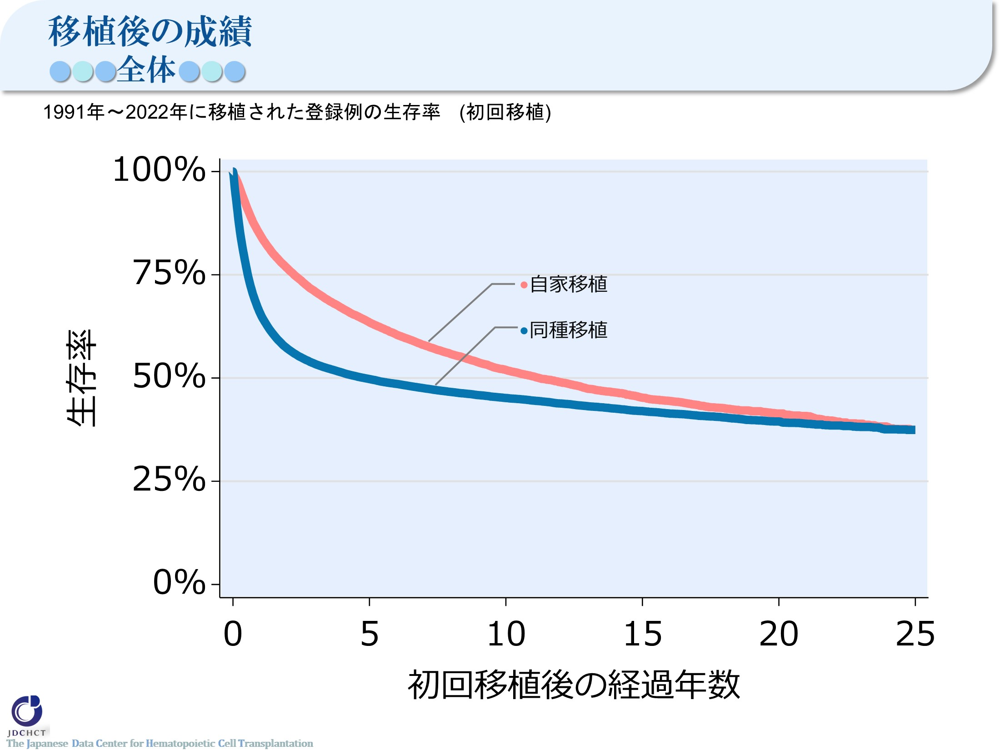 移植後の成績
全体
1991年～2022年に移植された登録例の生存率　(初回移植)
100%
75%
50%
25%
0%
生存率
自家移植
同種移植
0 5 10 15 20 25
初回移植後の経過年数
JDCHCT
The Japanese Data Center for Hematopoietic Cell Transplantation